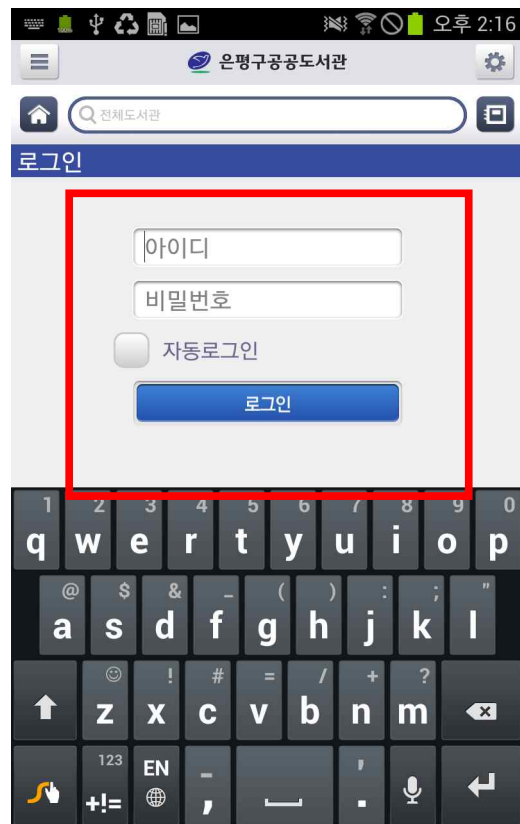 오후 2:16
은평구공공도서관
전체도서관
로그인
아이디
비밀번호
자동로그인
로그인
1 2 3 4 5 6 7 8 9 0
q w e r t y u i o p
@ $ & _ ( ) : ; "
a s d f g h j k l
! # = / + ?
z x c v b n m
123 EN - '
+!= , .